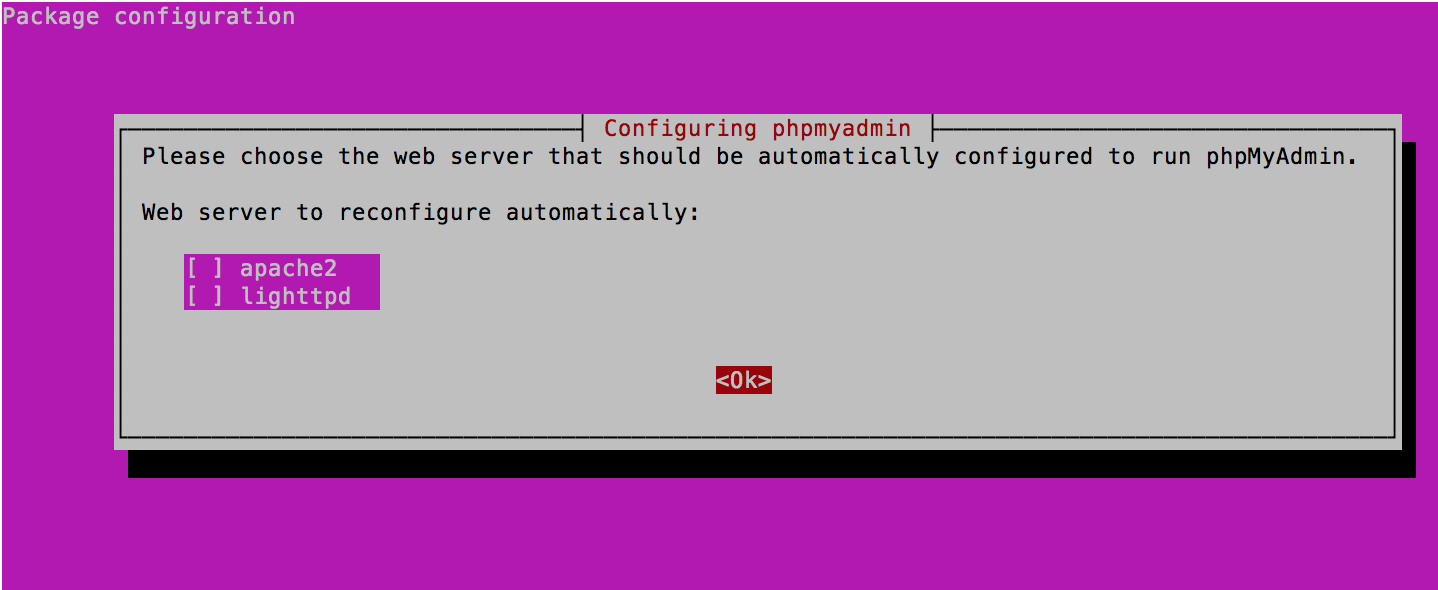 Package configuration
Configuring phpmyadmin
Please choose the web server that should be automatically configured to run phpMyAdmin.
Web server to reconfigure automatically:
[ ] apache2
[ ] lighttpd
<Ok>